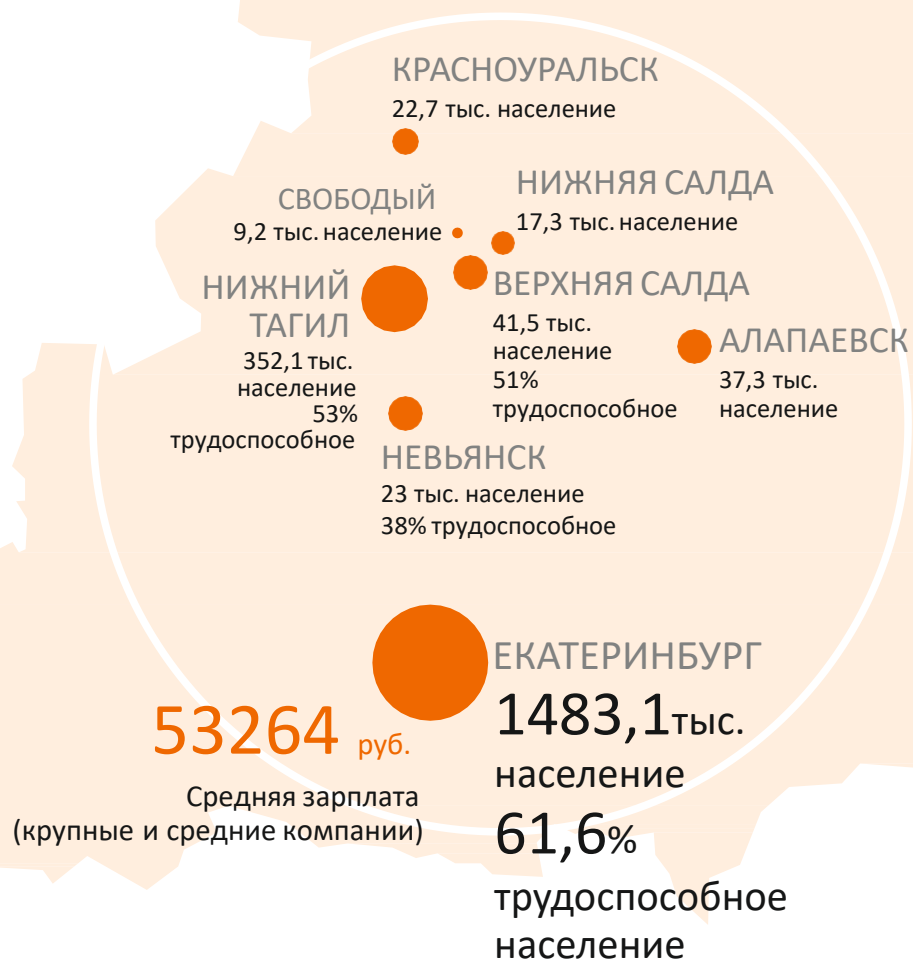 КРАСНОУРАЛЬСК
22,7 тыс. население
СВОБОДЫЙ
9,2 тыс. население
НИЖНЯЯ САЛДА
17,3 тыс. население
НИЖНИЙ
ТАГИЛ
352,1 тыс.
население
53%
трудоспособное
ВЕРХНЯЯ САЛДА
41,5 тыс.
население
51%
трудоспособное
АЛАПАЕВСК
37,3 тыс.
население
НЕВЬЯНСК
23 тыс. население
38% трудоспособное
ЕКАТЕРИНБУРГ
1483,1тыс.
население
61,6%
трудоспособное
население
53264 руб.
Средняя зарплата
(крупные и средние компании)